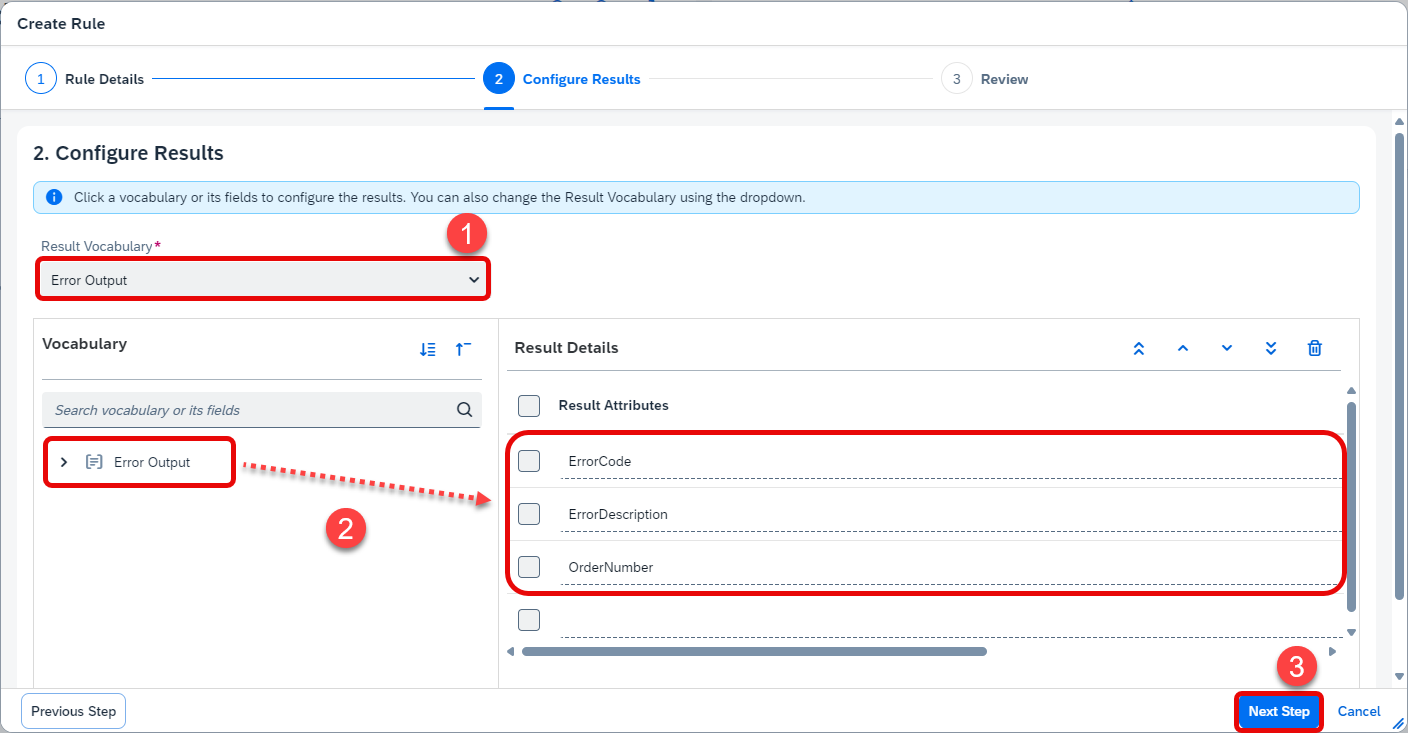 Create Rule
1 Rule Details
2 Configure Results
3 Review
2. Configure Results
i Click a vocabulary or its fields to configure the results. You can also change the Result Vocabulary using the dropdown.
1
Result Vocabulary*
Error Output
Vocabulary
Search vocabulary or its fields
Error Output
2
Result Details
Result Attributes
ErrorCode
ErrorDescription
OrderNumber
3
Previous Step
Next Step
Cancel